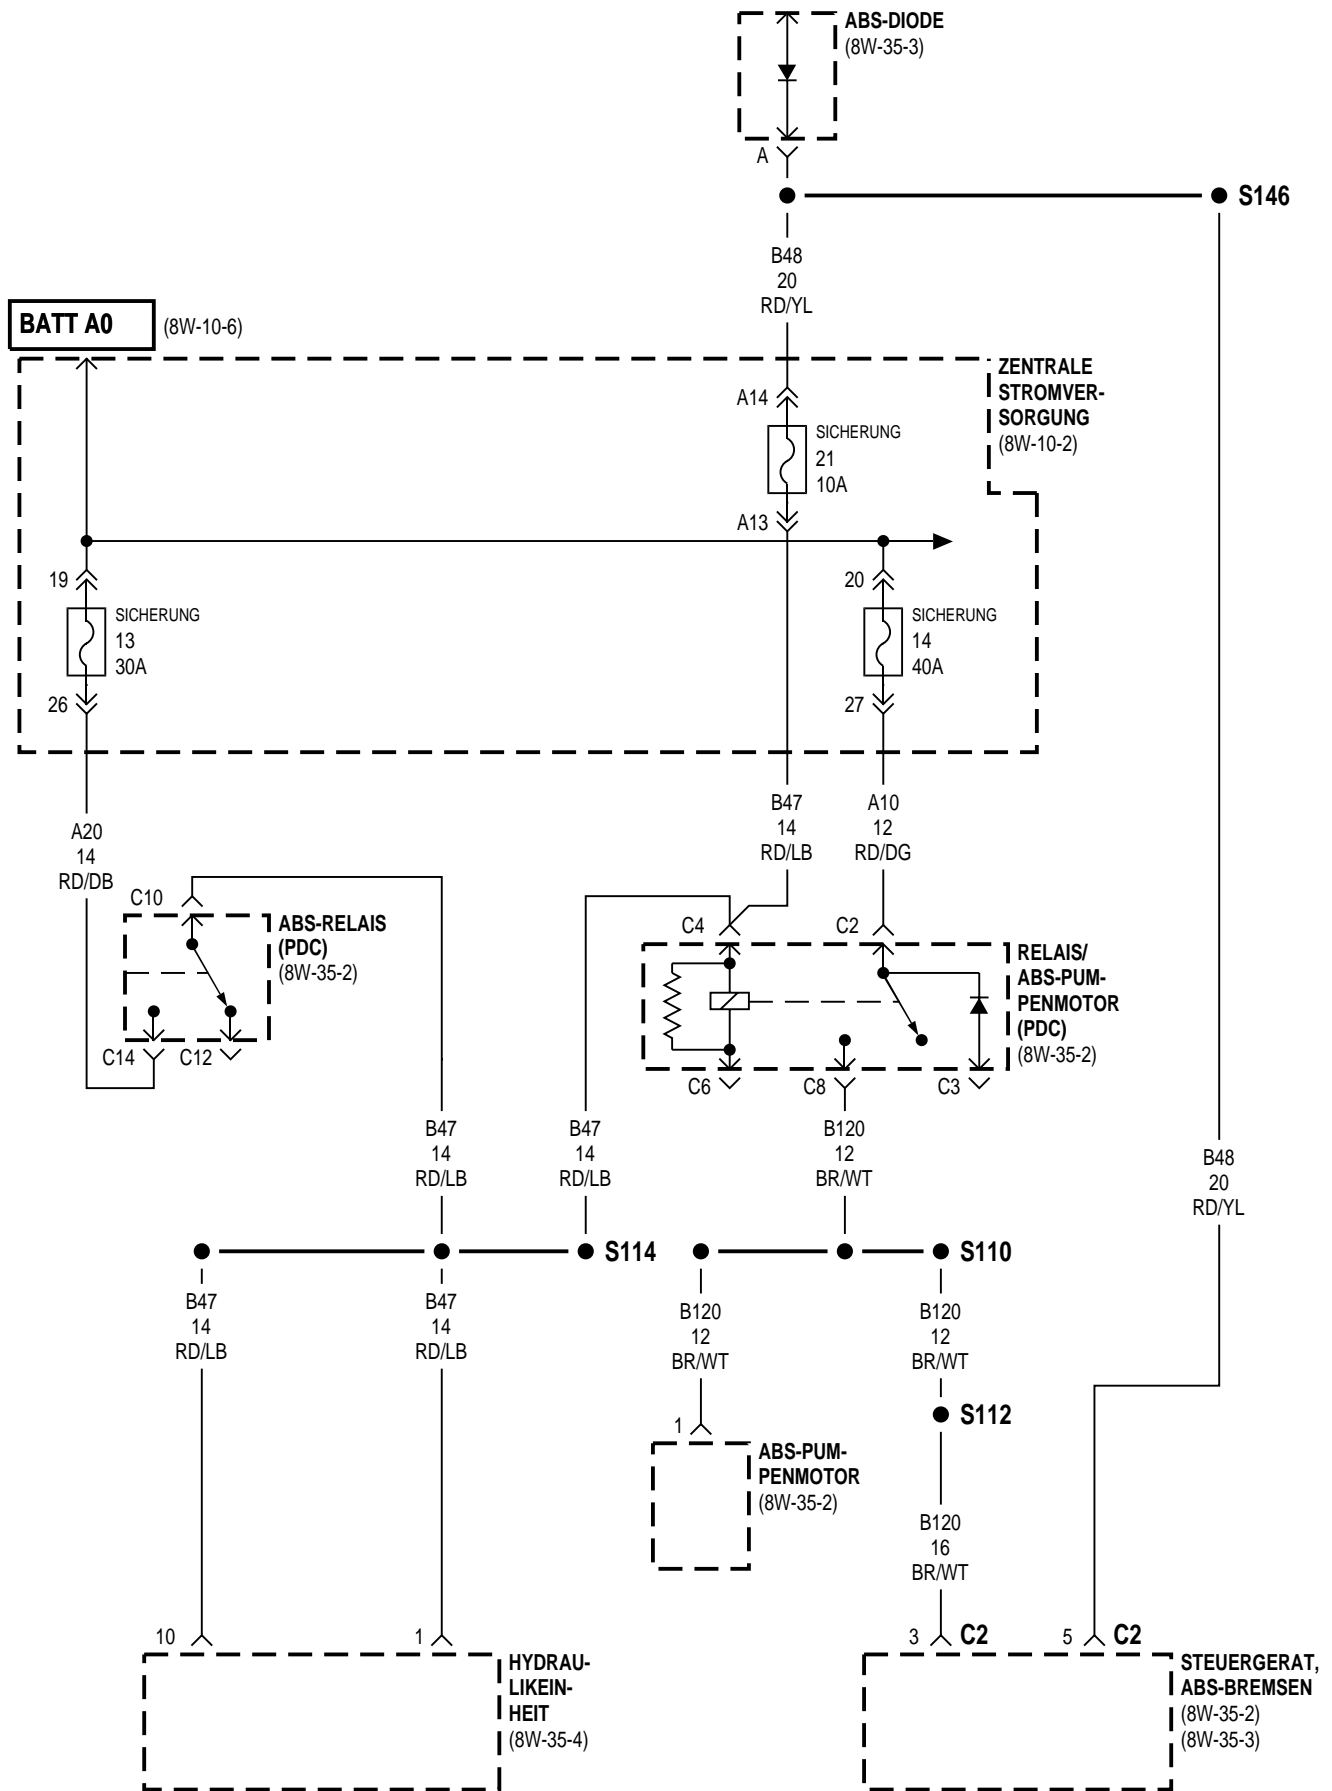 ABS-DIODE
(8W-35-3)
A
S146
B48
20
RD/YL
BATT A0
(8W-10-6)
ZENTRALE
STROMVER-
SORGUNG
(8W-10-2)
A14
SICHERUNG
21
10A
A13
19
SICHERUNG
13
30A
26
20
SICHERUNG
14
40A
27
A20
14
RD/DB
B47
14
RD/LB
A10
12
RD/DG
C10
ABS-RELAIS
(PDC)
(8W-35-2)
C14
C12
C4
C2
RELAIS/
ABS-PUM-
PENMOTOR
(PDC)
(8W-35-2)
C6
C8
C3
B47
14
RD/LB
B47
14
RD/LB
B120
12
BR/WT
B48
20
RD/YL
S114
S110
B47
14
RD/LB
B47
14
RD/LB
B120
12
BR/WT
B120
12
BR/WT
S112
1
ABS-PUM-
PENMOTOR
(8W-35-2)
B120
16
BR/WT
10
1
3
C2
5
C2
HYDRAU-
LIKEIN-
HEIT
(8W-35-4)
STEUERGERAT,
ABS-BREMSEN
(8W-35-2)
(8W-35-3)